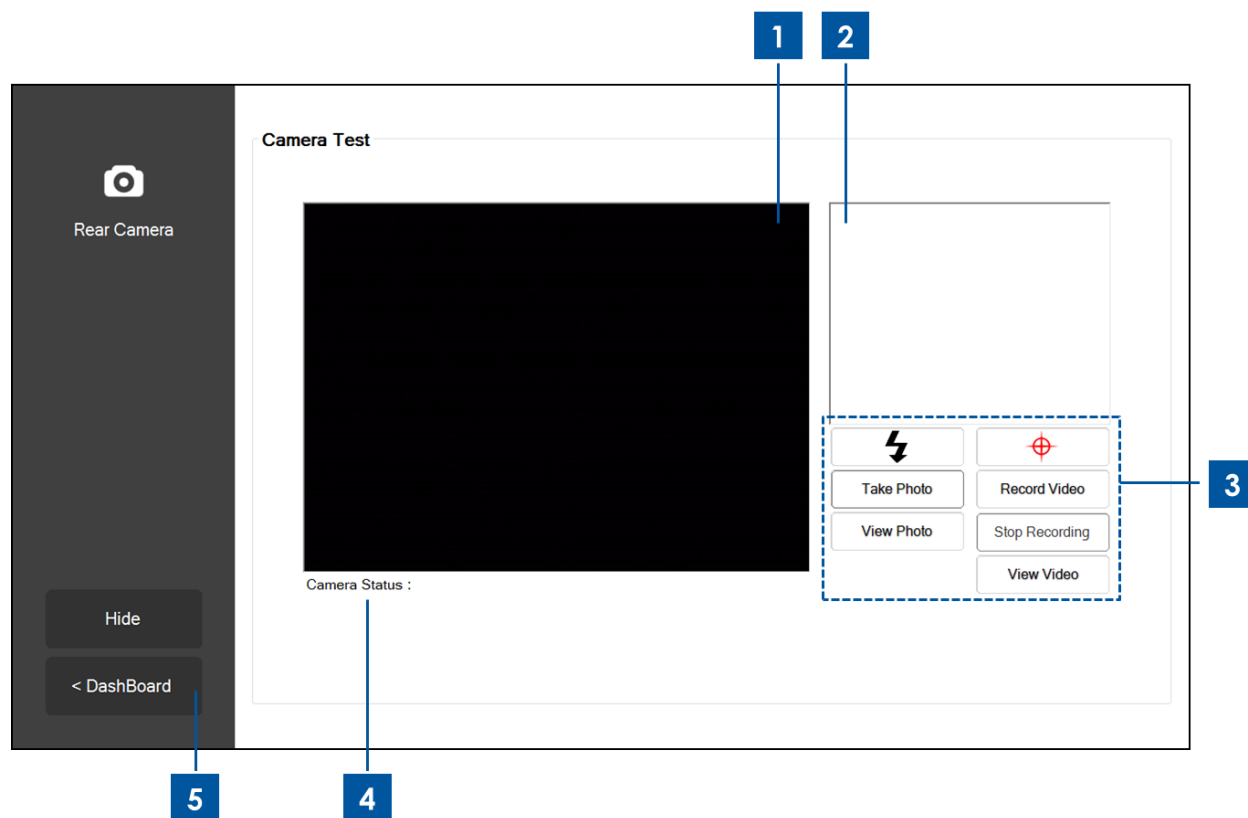 1 2
Camera Test
Rear Camera
Take Photo Record Video
3
View Photo Stop Recording
View Video
Camera Status :
Hide
< DashBoard
5 4